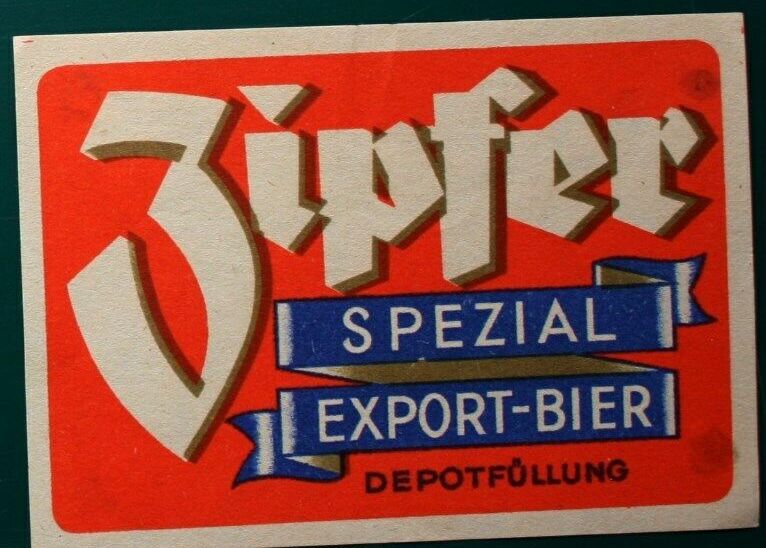 Zipfer
SPEZIAL
EXPORT-BIER
DEPOTFÜLLUNG